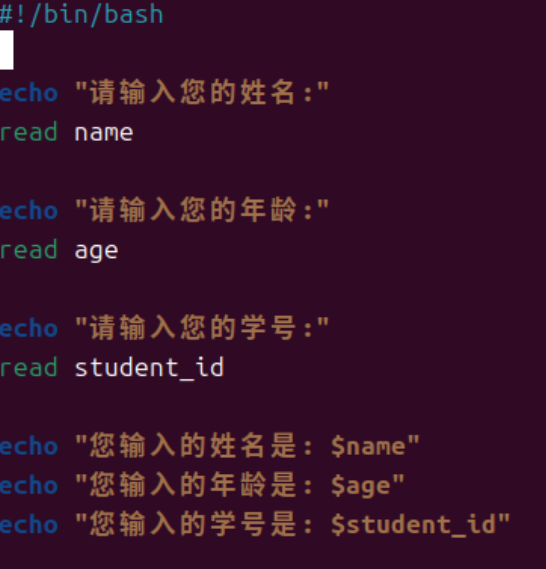 #!/bin/bash
echo "请输入您的姓名:"
read name
echo "请输入您的年龄:"
read age
echo "请输入您的学号:"
read student_id
echo "您输入的姓名是: $name"
echo "您输入的年龄是: $age"
echo "您输入的学号是: $student_id"